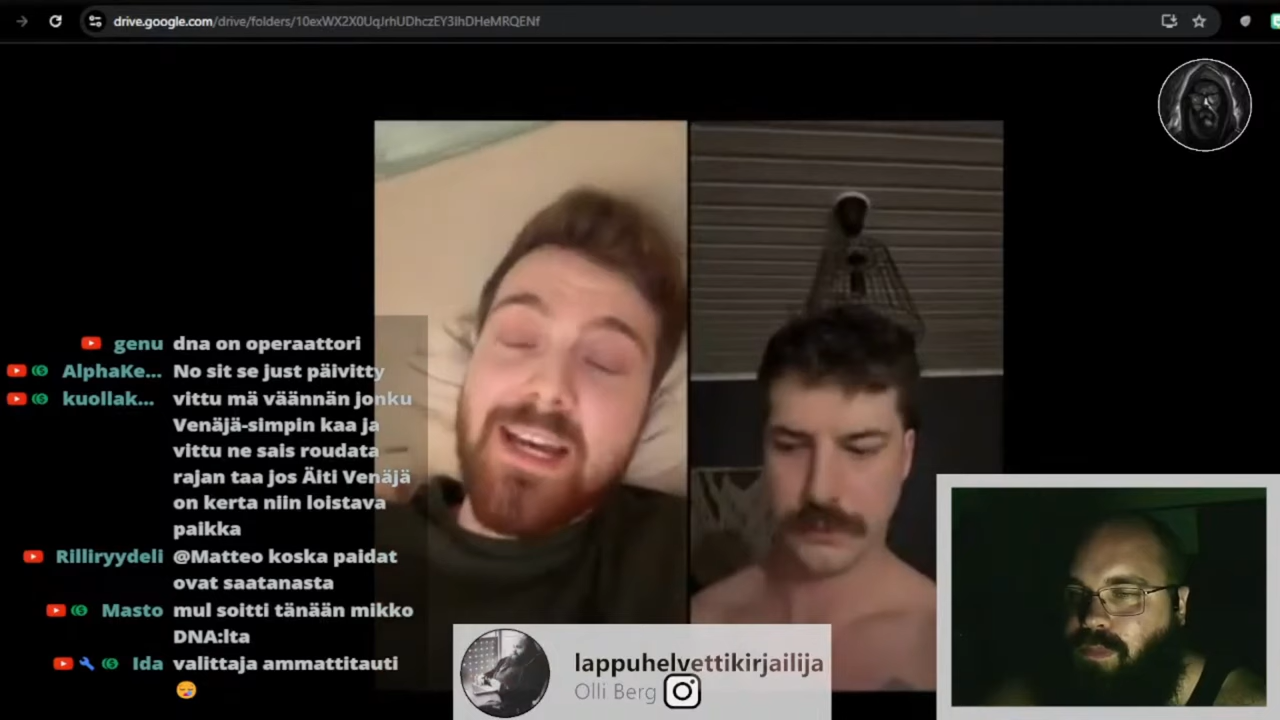 drive.google.com/drive/folders/10exWX2X0UqJrhUDhczEY3IhDHeMRQENf
genu dna on operaattori
AlphaKe... No sit se just päivitty
kuollak... vittu mä väännän jonku
Venäjä-simpin kaa ja
vittu ne sais roudata
rajan taa jos Äiti Venäjä
on kerta niin loistava
paikka
Rilliryydeli @Matteo koska paidat
ovat saatanasta
Masto mul soitti tänään mikko
DNA:lta
Ida valittaja ammattitauti
lappuhelvettikirjailija
Olli Berg